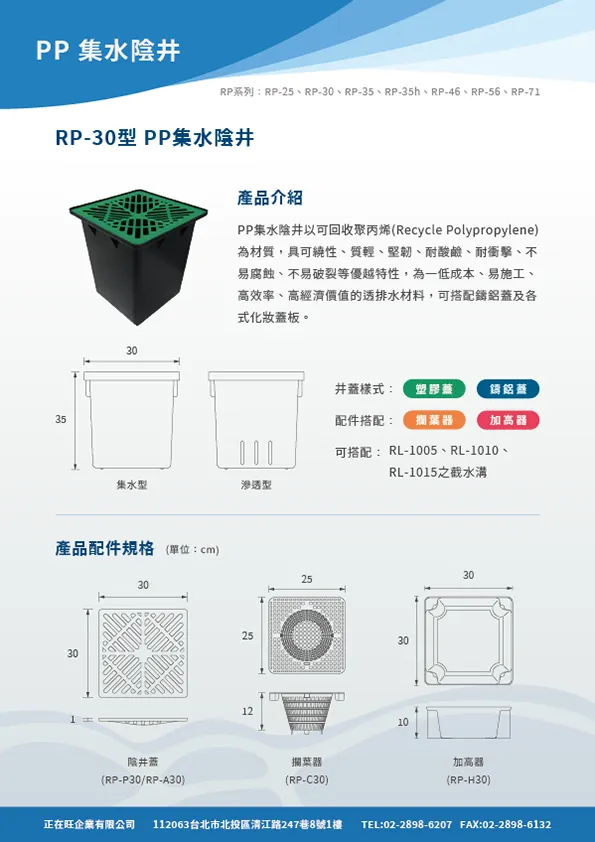 PP 集水陰井
RP系列：RP-25、RP-30、RP-35、RP-35h、RP-46、RP-56、RP-71
RP-30型 PP集水陰井
產品介紹
PP集水陰井以可回收聚丙烯(Recycle Polypropylene)
為材質，具可繞性、質輕、堅韌、耐酸鹼、耐衝擊、不
易腐蝕、不易破裂等優越特性，為一低成本、易施工、
高效率、高經濟價值的透排水材料，可搭配鑄鋁蓋及各
式化妝蓋板。
30
35
集水型
滲透型
井蓋樣式： 塑膠蓋 鑄鋁蓋
配件搭配： 攔葉器 加高器
可搭配： RL-1005、RL-1010、
RL-1015之截水溝
產品配件規格 (單位：cm)
30
30
1
陰井蓋
(RP-P30/RP-A30)
25
25
12
攔葉器
(RP-C30)
30
30
10
加高器
(RP-H30)
正在旺企業有限公司 112063台北市北投區清江路247巷8號1樓 TEL:02-2898-6207 FAX:02-2898-6132